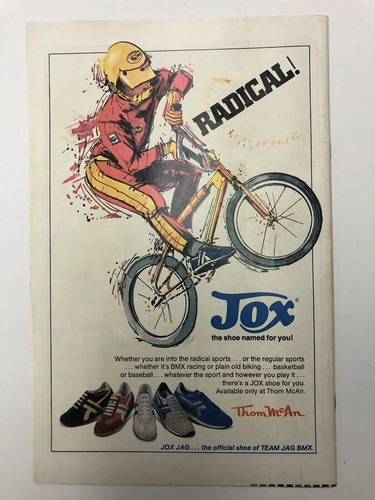 RADICAL!
Jox®
the shoe named for you!
Whether you are into the radical sports . . . or the regular sports
. . . whether it's BMX racing or plain old biking . . . basketball
or baseball . . . whatever the sport and however you play it . . .
there's a JOX shoe for you.
Available only at Thom McAn.
Thom McAn
JOX JAG . . . the official shoe of TEAM JAG BMX.